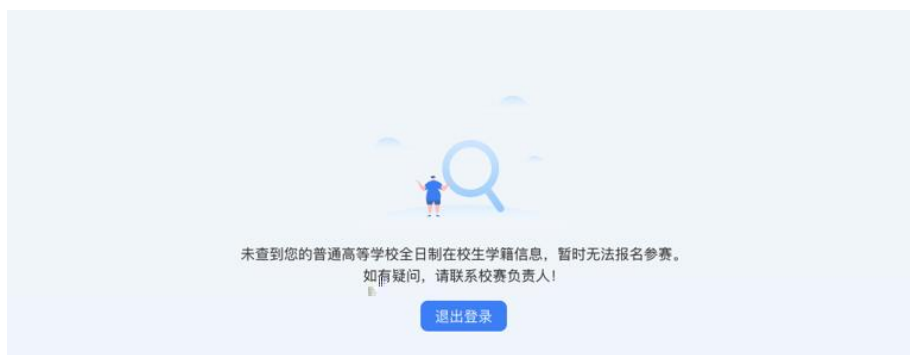 未查到您的普通高等学校全日制在校生学籍信息，暂时无法报名参赛。
如有疑问，请联系校赛负责人！
退出登录